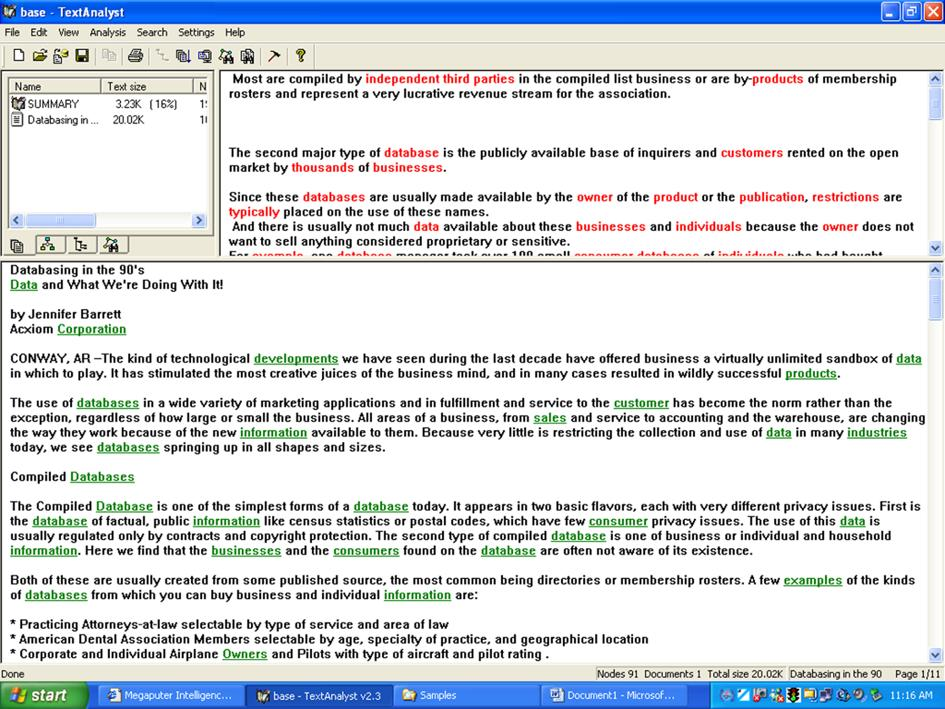 base - TextAnalyst
File Edit View Analysis Search Settings Help
Name Text size N
SUMMARY 3.23K (16%)
Databasing in ... 20.02K
Most are compiled by independent third parties in the compiled list business or are by-products of membership
rosters and represent a very lucrative revenue stream for the association.
The second major type of database is the publicly available base of inquirers and customers rented on the open
market by thousands of businesses.
Since these databases are usually made available by the owner of the product or the publication, restrictions are
typically placed on the use of these names.
And there is usually not much data available about these businesses and individuals because the owner does not
want to sell anything considered proprietary or sensitive.
For example, one database manager took over 100 small consumer databases of individuals who had bought
Databasing in the 90's
Data and What We're Doing With It!
by Jennifer Barrett
Acxiom Corporation
CONWAY, AR –The kind of technological developments we have seen during the last decade have offered business a virtually unlimited sandbox of data
in which to play. It has stimulated the most creative juices of the business mind, and in many cases resulted in wildly successful products.
The use of databases in a wide variety of marketing applications and in fulfillment and service to the customer has become the norm rather than the
exception, regardless of how large or small the business. All areas of a business, from sales and service to accounting and the warehouse, are changing
the way they work because of the new information available to them. Because very little is restricting the collection and use of data in many industries
today, we see databases springing up in all shapes and sizes.
Compiled Databases
The Compiled Database is one of the simplest forms of a database today. It appears in two basic flavors, each with very different privacy issues. First is
the database of factual, public information like census statistics or postal codes, which have few consumer privacy issues. The use of this data is
usually regulated only by contracts and copyright protection. The second type of compiled database is one of business or individual and household
information. Here we find that the businesses and the consumers found on the database are often not aware of its existence.
Both of these are usually created from some published source, the most common being directories or membership rosters. A few examples of the kinds
of databases from which you can buy business and individual information are:
* Practicing Attorneys-at-law selectable by type of service and area of law
* American Dental Association Members selectable by age, specialty of practice, and geographical location
* Corporate and Individual Airplane Owners and Pilots with type of aircraft and pilot rating .
Done Nodes 91 Documents 1 Total size 20.02K Databasing in the 90 Page 1/11
start Megaputer Intelligenc... base - TextAnalyst v2.3 Samples Document1 - Microsof... 11:16 AM